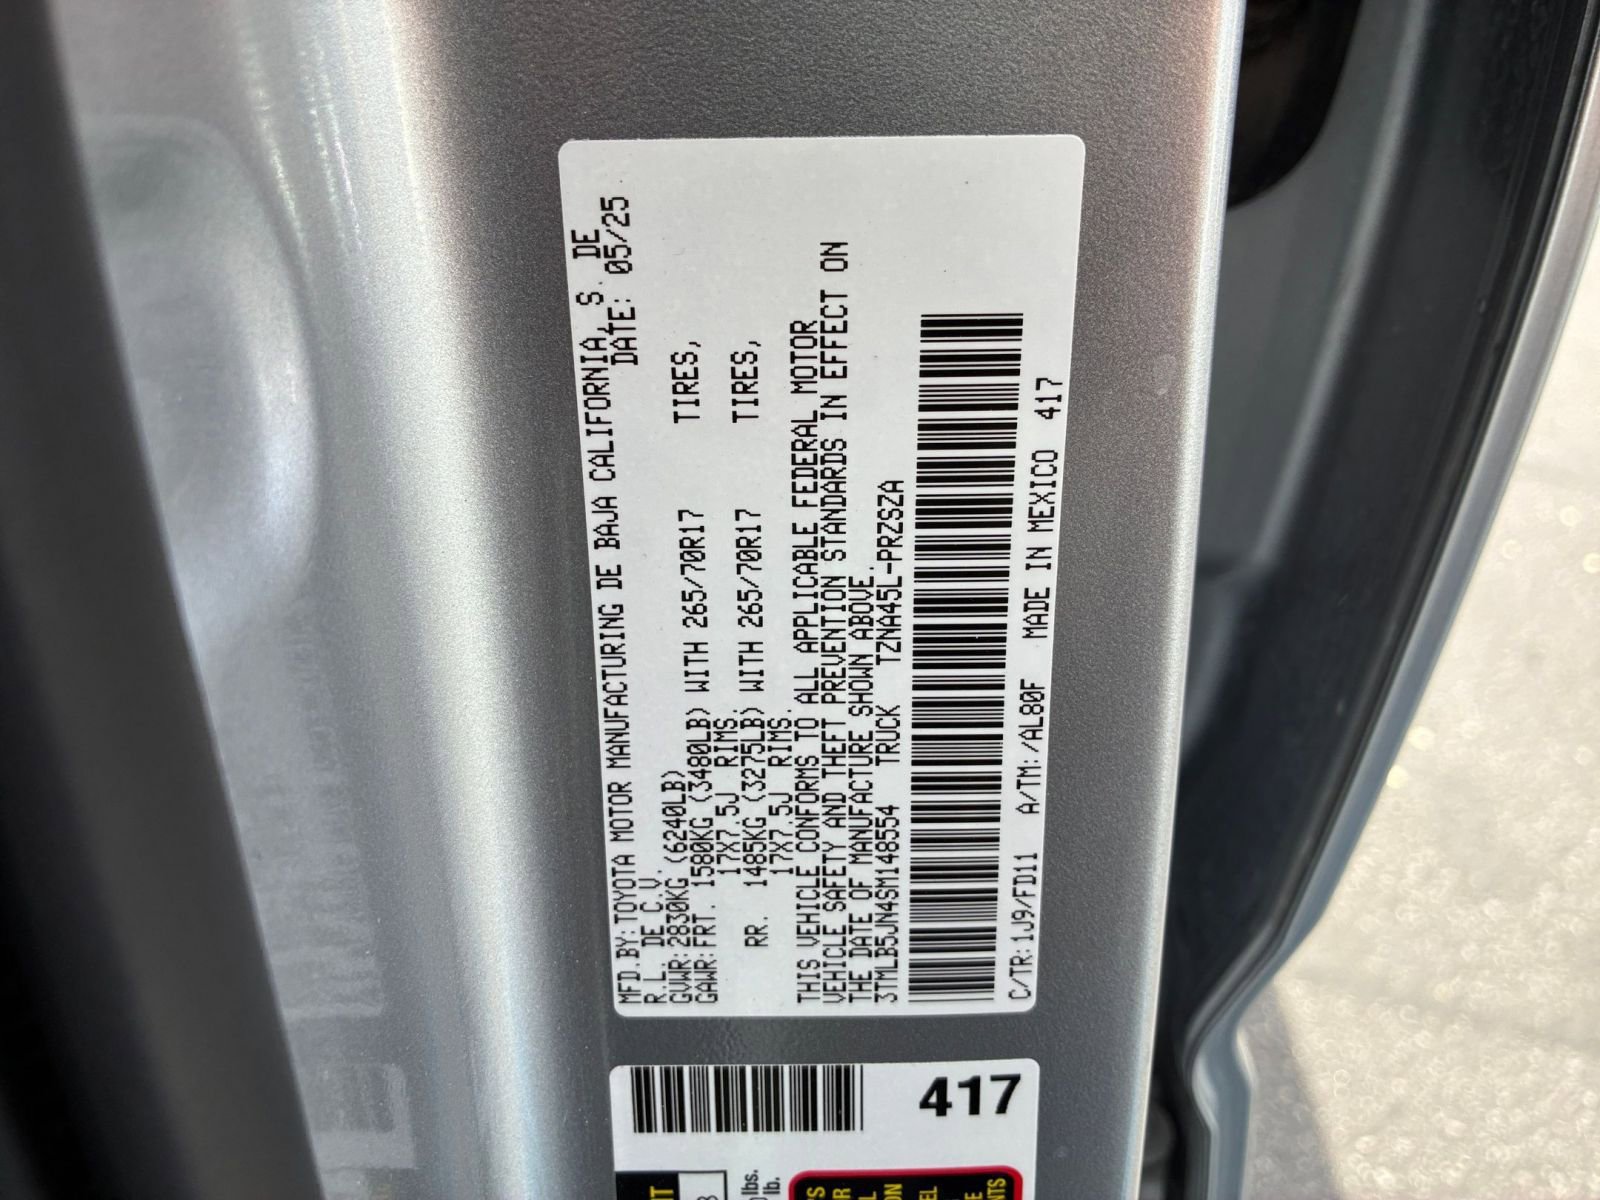 MFD.BY:TOYOTA MOTOR MANUFACTURING DE BAJA CALIFORNIA, S. DE
R.L. DE C.V. DATE: 05/25
GVWR:2830KG (6240LB)
GAWR:FRT. 1580KG (3480LB) WITH 265/70R17 TIRES,
17X7.5J RIMS.
RR. 1485KG (3275LB) WITH 265/70R17 TIRES,
17X7.5J RIMS.
THIS VEHICLE CONFORMS TO ALL APPLICABLE FEDERAL MOTOR
VEHICLE SAFETY AND THEFT PREVENTION STANDARDS IN EFFECT ON
THE DATE OF MANUFACTURE SHOWN ABOVE.
3TMLB5JN4SM148554 TRUCK TZNA45L-PRZSZA
C/TR:1J9/FD11 A/TM:/AL80F MADE IN MEXICO 417
417
lbs.
lb.